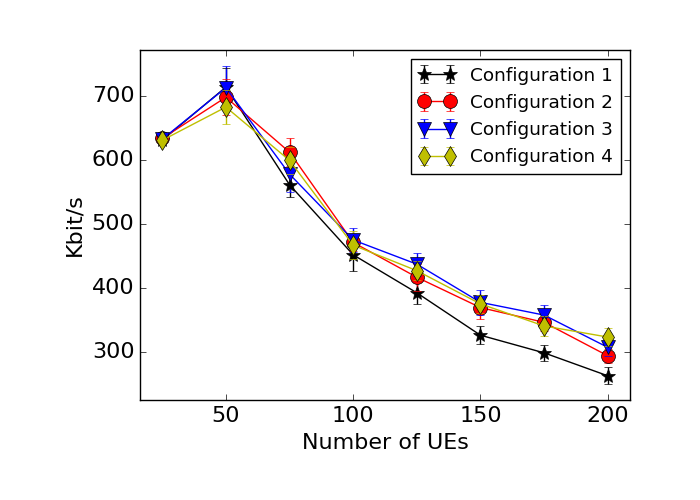 700
600
500
400
300
Kbit/s
50
100
150
200
Number of UEs
Configuration 1
Configuration 2
Configuration 3
Configuration 4